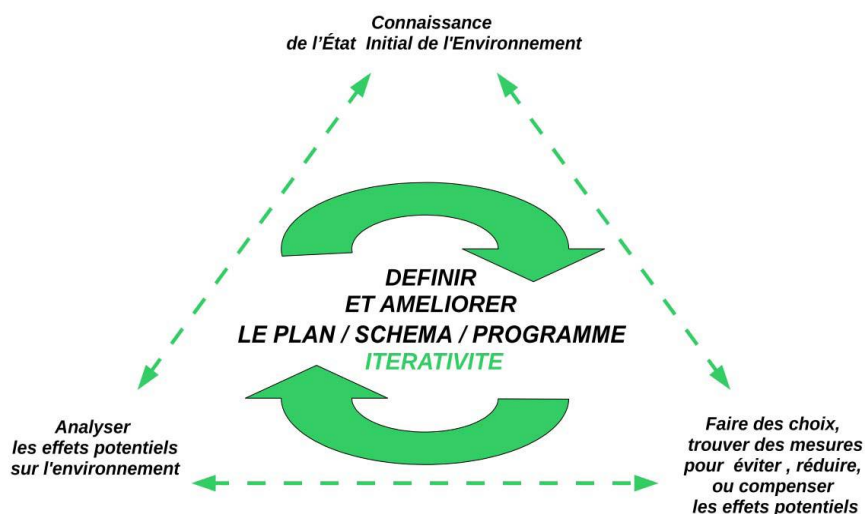 Connaissance
de l'État Initial de l'Environnement
DEFINIR
ET AMELIORER
LE PLAN / SCHEMA / PROGRAMME
ITERATIVITE
Analyser
les effets potentiels
sur l'environnement
Faire des choix,
trouver des mesures
pour éviter , réduire,
ou compenser
les effets potentiels